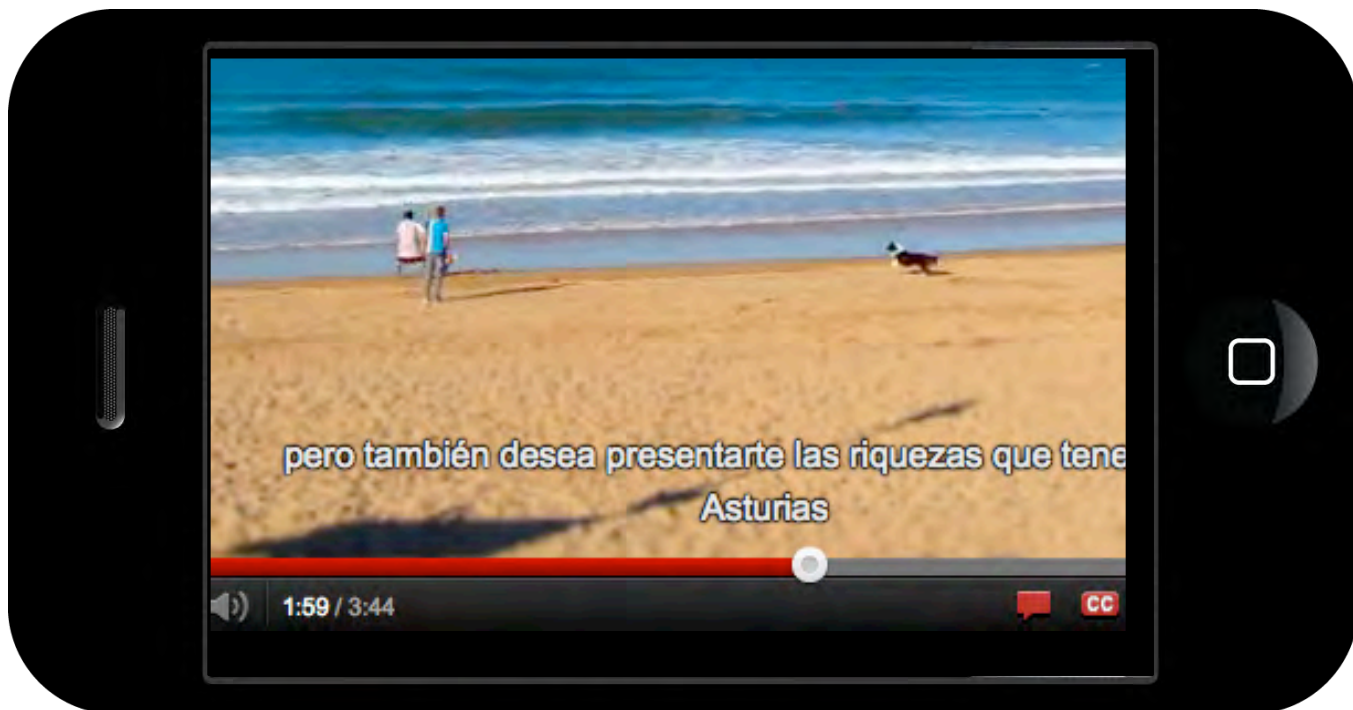 pero también desea presentarte las riquezas que tene
Asturias
1:59 / 3:44
CC